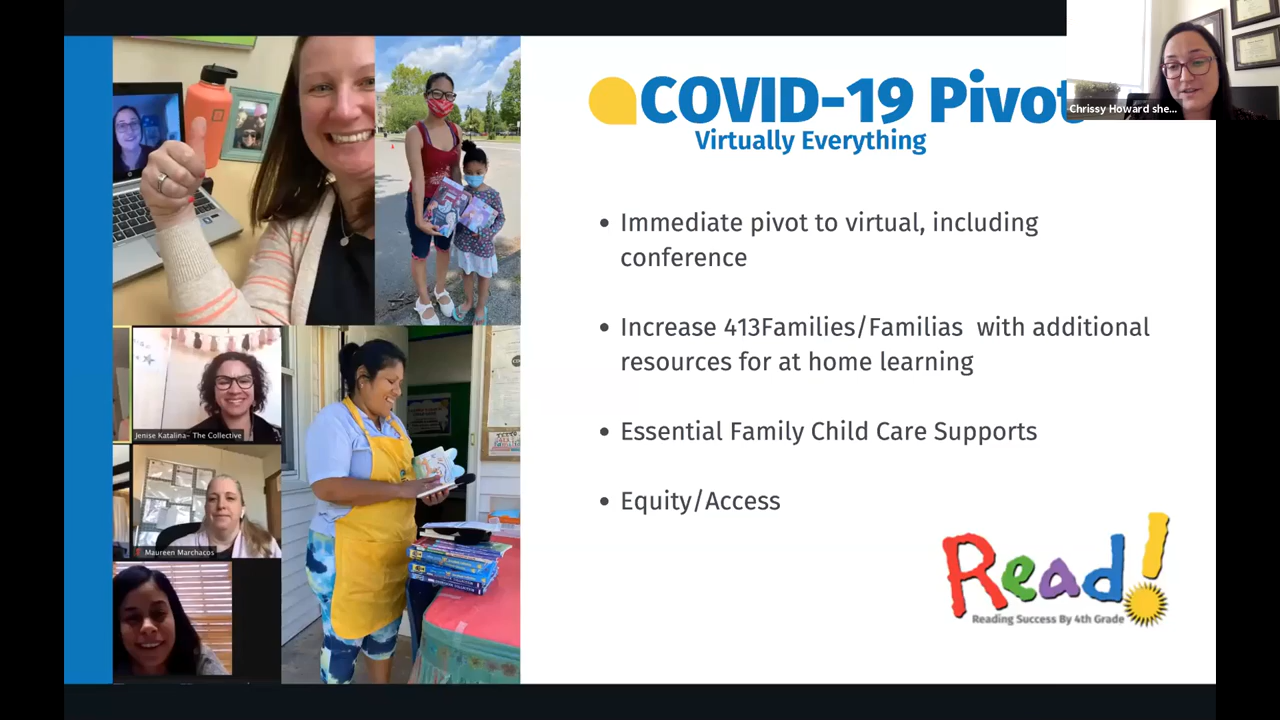 COVID-19 Pivot
Chrissy Howard she...
Virtually Everything
• Immediate pivot to virtual, including
conference
• Increase 413Families/Familias with additional
resources for at home learning
• Essential Family Child Care Supports
• Equity/Access
Jenise Katalina- The Collective
Maureen Marchacos
Read!
Reading Success By 4th Grade